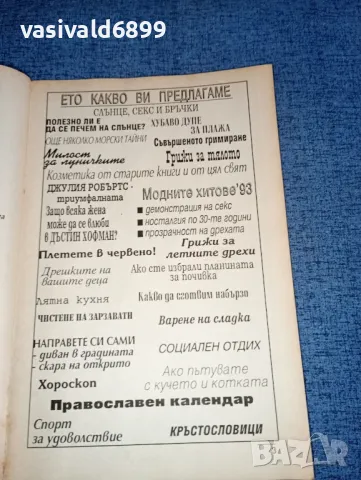 vasivald6899
ЕТО КАКВО ВИ ПРЕДЛАГАМЕ
СЛЪНЦЕ, СЕКС И БРЪЧКИ
ПОЛЕЗНО ЛИ Е
ДА СЕ ПЕЧЕМ НА СЛЪНЦЕ?
ХУБАВО ДУПЕ
ЗА ПЛАЖА
ОЩЕ НЯКОЛКО МОРСКИ ТАЙНИ
Съвършеното гримиране
Милост
за луничките
Грижи за тялото
Козметика от старите книги и от цял свят
ДЖУЛИЯ РОБЪРТС -
триумфалната
Защо всяка жена
може да се влюби
в ДЪСТИН ХОФМАН?
Модните хитове'93
▪ демонстрация на секс
▪ носталгия по 30-те години
▪ прозрачност на дрехата
Плетете в червено!
Грижи за
летните дрехи
Дрешките на
вашите деца
Ако сте избрали планината
за почивка
Лятна кухня
Какво да сготвим набързо
ЧИСТЕНЕ НА ЗАРЗАВАТИ
Варене на сладка
НАПРАВЕТЕ СИ САМИ
- диван в градината
- скара на открито
СОЦИАЛЕН ОТДИХ
Хороскоп
Ако пътувате
с кучето и котката
Православен календар
Спорт
за удоволствие
КРЪСТОСЛОВИЦИ
BAZAR